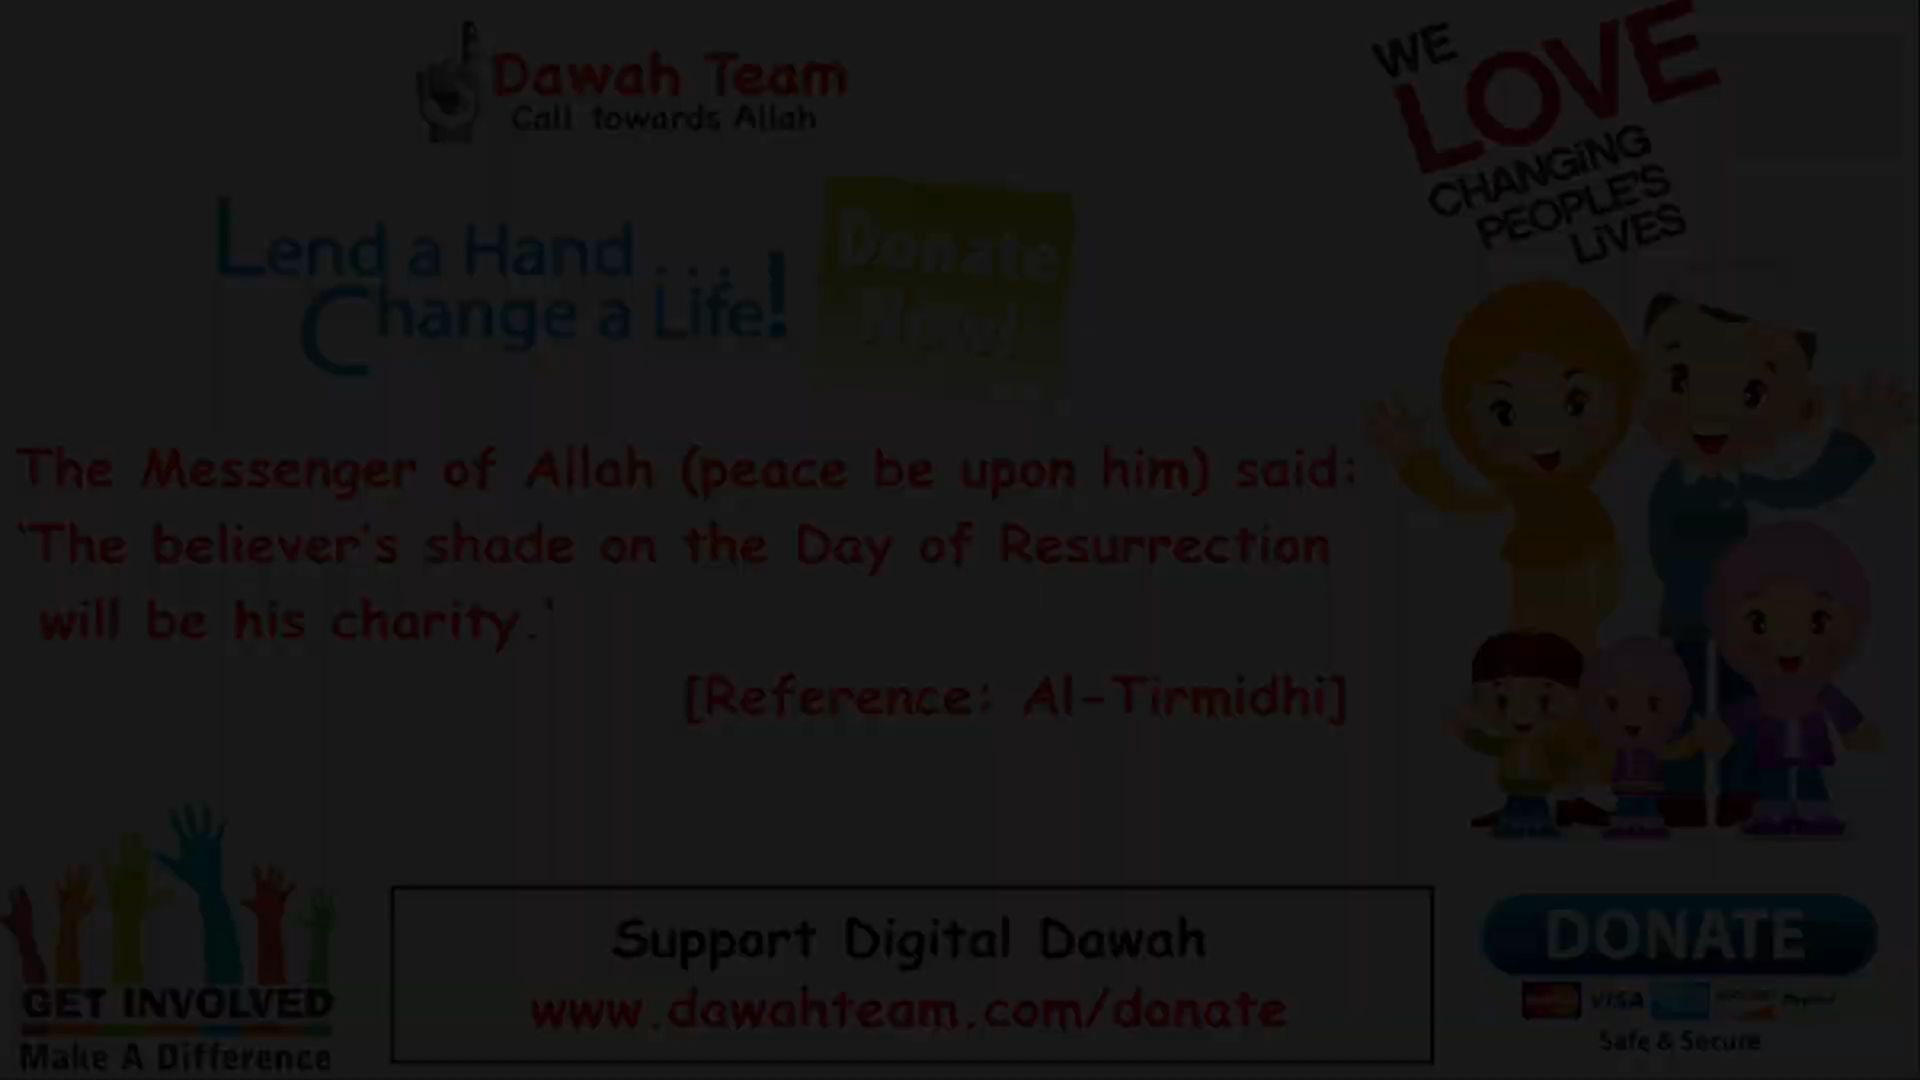 Dawah Team
Call towards Allah
WE
LOVE
CHANGiNG
PEOPLE'S
LiVES
Lend a Hand ...
Change a Life!
Donate
Now!
The Messenger of Allah (peace be upon him) said:
'The believer's shade on the Day of Resurrection
will be his charity.'
[Reference: Al-Tirmidhi]
GET INVOLVED
Make A Difference
Support Digital Dawah
www.dawahteam.com/donate
DONATE
VISA PayPal
Safe & Secure